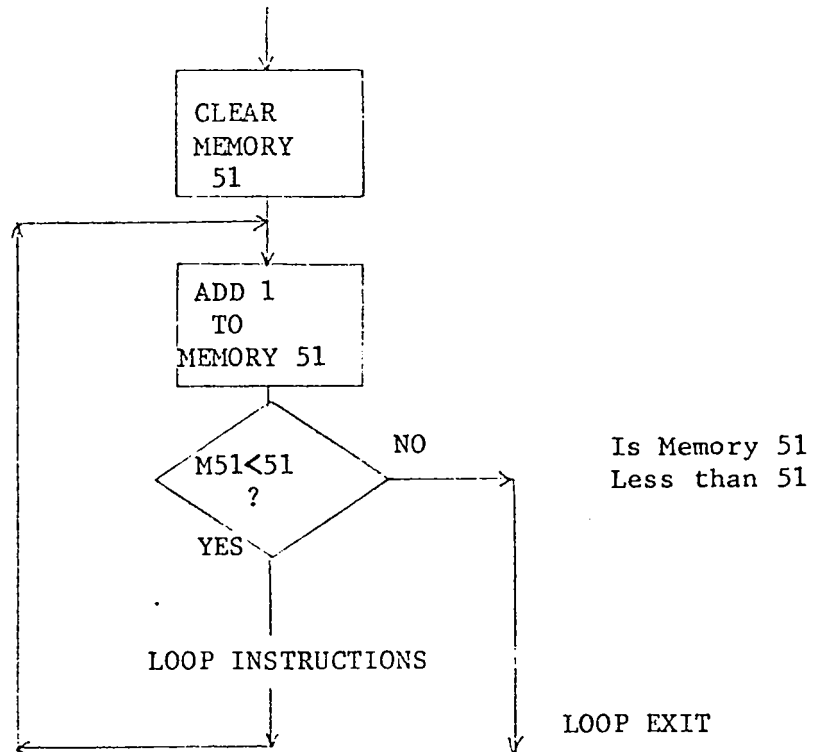 CLEAR
MEMORY
51
ADD 1
TO
MEMORY 51
M51<51
?
NO
Is Memory 51
Less than 51
YES
LOOP INSTRUCTIONS
LOOP EXIT